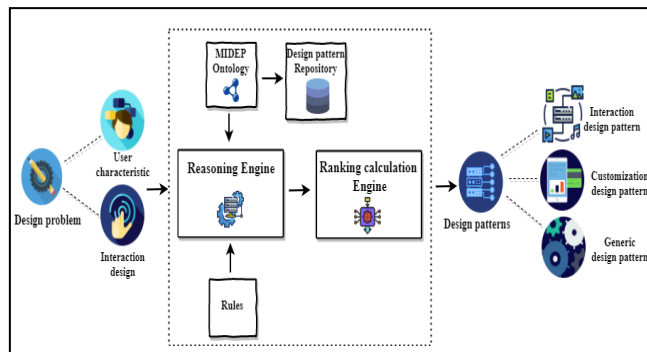 Design problem
User
characteristic
Interaction
design
MIDEP
Ontology
Design pattern
Repository
Reasoning Engine
Ranking calculation
Engine
Rules
Design patterns
Interaction
design pattern
Customization
design pattern
Generic
design pattern